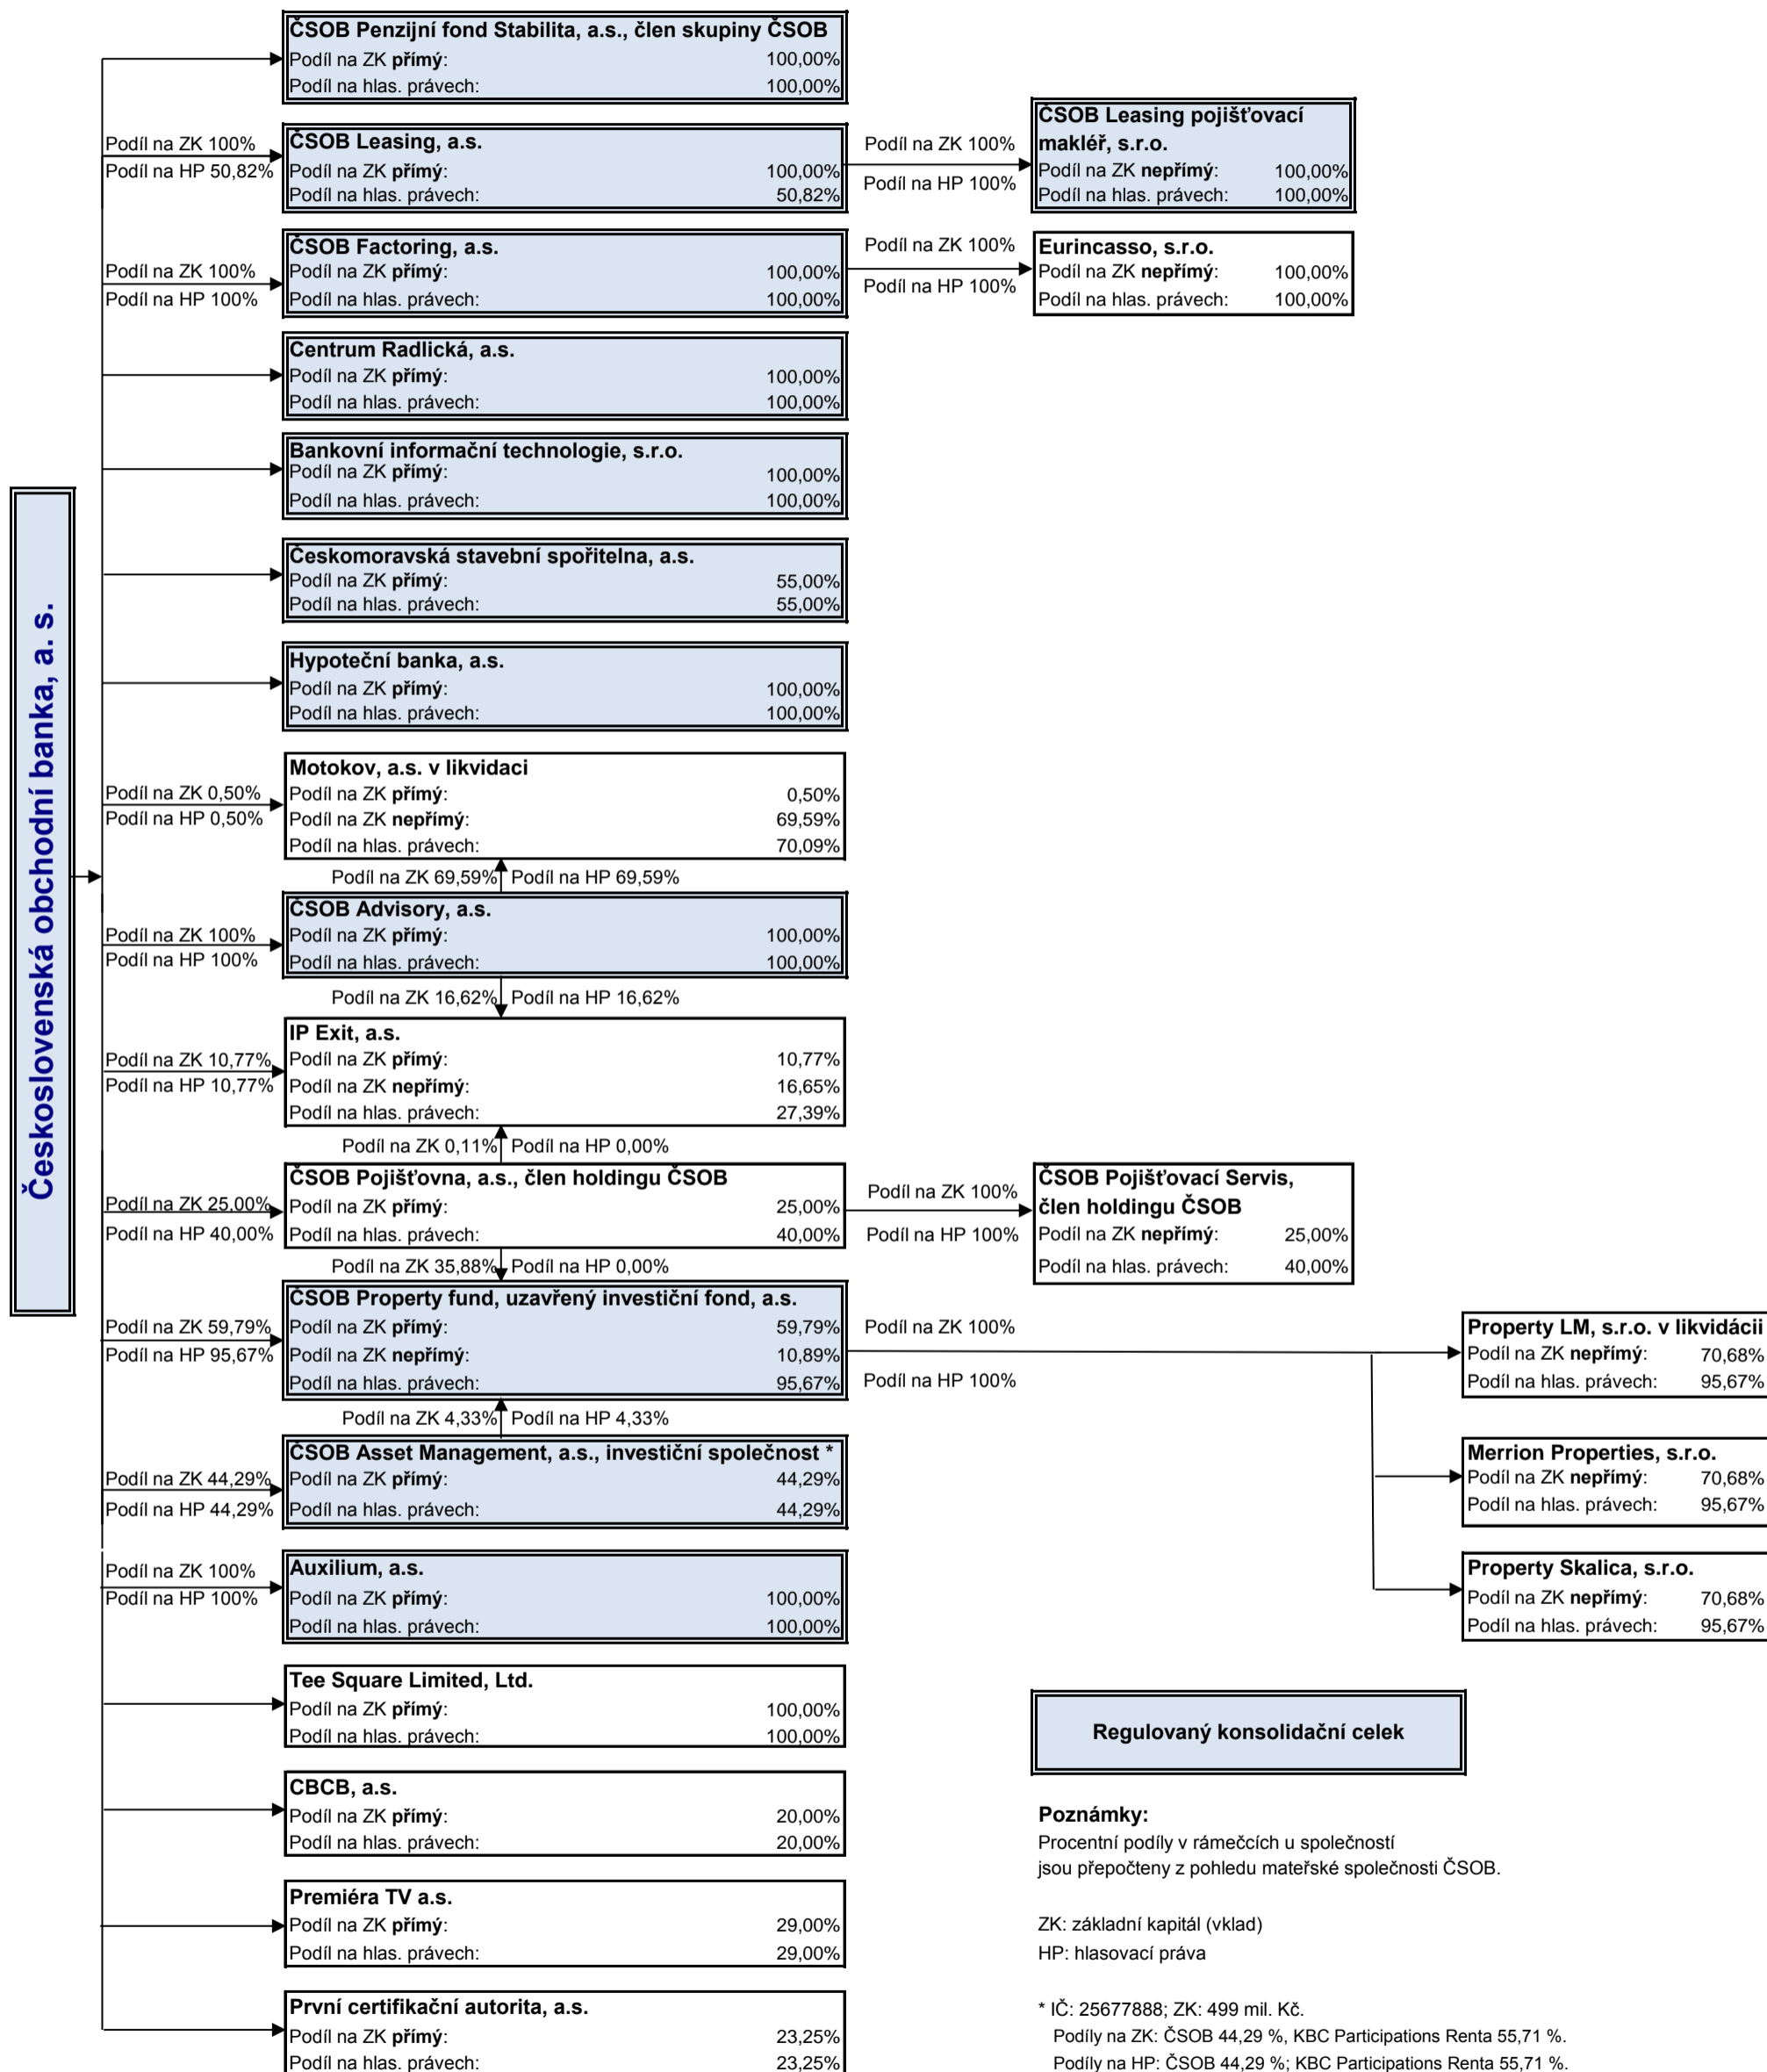 Československá obchodní banka, a. s.
ČSOB Penzijní fond Stabilita, a.s., člen skupiny ČSOB
Podíl na ZK přímý: 100,00%
Podíl na hlas. právech: 100,00%
Podíl na ZK 100%
Podíl na HP 50,82%
ČSOB Leasing, a.s.
Podíl na ZK přímý: 100,00%
Podíl na hlas. právech: 50,82%
Podíl na ZK 100%
Podíl na HP 100%
ČSOB Leasing pojišťovací
makléř, s.r.o.
Podíl na ZK nepřímý: 100,00%
Podíl na hlas. právech: 100,00%
Podíl na ZK 100%
Podíl na HP 100%
ČSOB Factoring, a.s.
Podíl na ZK přímý: 100,00%
Podíl na hlas. právech: 100,00%
Podíl na ZK 100%
Podíl na HP 100%
Eurincasso, s.r.o.
Podíl na ZK nepřímý: 100,00%
Podíl na hlas. právech: 100,00%
Centrum Radlická, a.s.
Podíl na ZK přímý: 100,00%
Podíl na hlas. právech: 100,00%
Bankovní informační technologie, s.r.o.
Podíl na ZK přímý: 100,00%
Podíl na hlas. právech: 100,00%
Českomoravská stavební spořitelna, a.s.
Podíl na ZK přímý: 55,00%
Podíl na hlas. právech: 55,00%
Hypoteční banka, a.s.
Podíl na ZK přímý: 100,00%
Podíl na hlas. právech: 100,00%
Podíl na ZK 0,50%
Podíl na HP 0,50%
Motokov, a.s. v likvidaci
Podíl na ZK přímý: 0,50%
Podíl na ZK nepřímý: 69,59%
Podíl na hlas. právech: 70,09%
Podíl na ZK 69,59% Podíl na HP 69,59%
Podíl na ZK 100%
Podíl na HP 100%
ČSOB Advisory, a.s.
Podíl na ZK přímý: 100,00%
Podíl na hlas. právech: 100,00%
Podíl na ZK 16,62% Podíl na HP 16,62%
Podíl na ZK 10,77%
Podíl na HP 10,77%
IP Exit, a.s.
Podíl na ZK přímý: 10,77%
Podíl na ZK nepřímý: 16,65%
Podíl na hlas. právech: 27,39%
Podíl na ZK 0,11% Podíl na HP 0,00%
Podíl na ZK 25,00%
Podíl na HP 40,00%
ČSOB Pojišťovna, a.s., člen holdingu ČSOB
Podíl na ZK přímý: 25,00%
Podíl na hlas. právech: 40,00%
Podíl na ZK 100%
Podíl na HP 100%
ČSOB Pojišťovací Servis,
člen holdingu ČSOB
Podíl na ZK nepřímý: 25,00%
Podíl na hlas. právech: 40,00%
Podíl na ZK 35,88% Podíl na HP 0,00%
Podíl na ZK 59,79%
Podíl na HP 95,67%
ČSOB Property fund, uzavřený investiční fond, a.s.
Podíl na ZK přímý: 59,79%
Podíl na ZK nepřímý: 10,89%
Podíl na hlas. právech: 95,67%
Podíl na ZK 100%
Podíl na HP 100%
Property LM, s.r.o. v likvidácii
Podíl na ZK nepřímý: 70,68%
Podíl na hlas. právech: 95,67%
Podíl na ZK 4,33% Podíl na HP 4,33%
Podíl na ZK 44,29%
Podíl na HP 44,29%
ČSOB Asset Management, a.s., investiční společnost *
Podíl na ZK přímý: 44,29%
Podíl na hlas. právech: 44,29%
Merrion Properties, s.r.o.
Podíl na ZK nepřímý: 70,68%
Podíl na hlas. právech: 95,67%
Podíl na ZK 100%
Podíl na HP 100%
Auxilium, a.s.
Podíl na ZK přímý: 100,00%
Podíl na hlas. právech: 100,00%
Property Skalica, s.r.o.
Podíl na ZK nepřímý: 70,68%
Podíl na hlas. právech: 95,67%
Tee Square Limited, Ltd.
Podíl na ZK přímý: 100,00%
Podíl na hlas. právech: 100,00%
CBCB, a.s.
Podíl na ZK přímý: 20,00%
Podíl na hlas. právech: 20,00%
Premiéra TV a.s.
Podíl na ZK přímý: 29,00%
Podíl na hlas. právech: 29,00%
První certifikační autorita, a.s.
Podíl na ZK přímý: 23,25%
Podíl na hlas. právech: 23,25%
Regulovaný konsolidační celek
Poznámky:
Procentní podíly v rámečcích u společností
jsou přepočteny z pohledu mateřské společnosti ČSOB.
ZK: základní kapitál (vklad)
HP: hlasovací práva
* IČ: 25677888; ZK: 499 mil. Kč.
Podíly na ZK: ČSOB 44,29 %, KBC Participations Renta 55,71 %.
Podíly na HP: ČSOB 44,29 %; KBC Participations Renta 55,71 %.